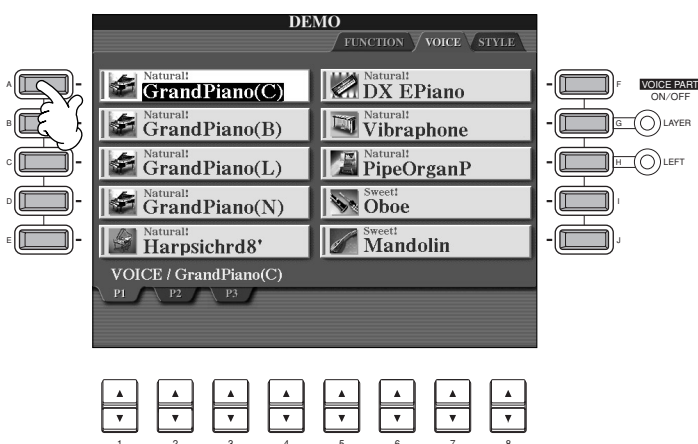 DEMO
FUNCTION VOICE STYLE
A
Natural!
GrandPiano(C)
Natural!
DX EPiano
F
VOICE PART
ON/OFF
B
Natural!
GrandPiano(B)
Natural!
Vibraphone
G
LAYER
C
Natural!
GrandPiano(L)
Natural!
PipeOrganP
H
LEFT
D
Natural!
GrandPiano(N)
Sweet!
Oboe
I
E
Natural!
Harpsichrd8'
Sweet!
Mandolin
J
VOICE / GrandPiano(C)
P1 P2 P3
1 2 3 4 5 6 7 8